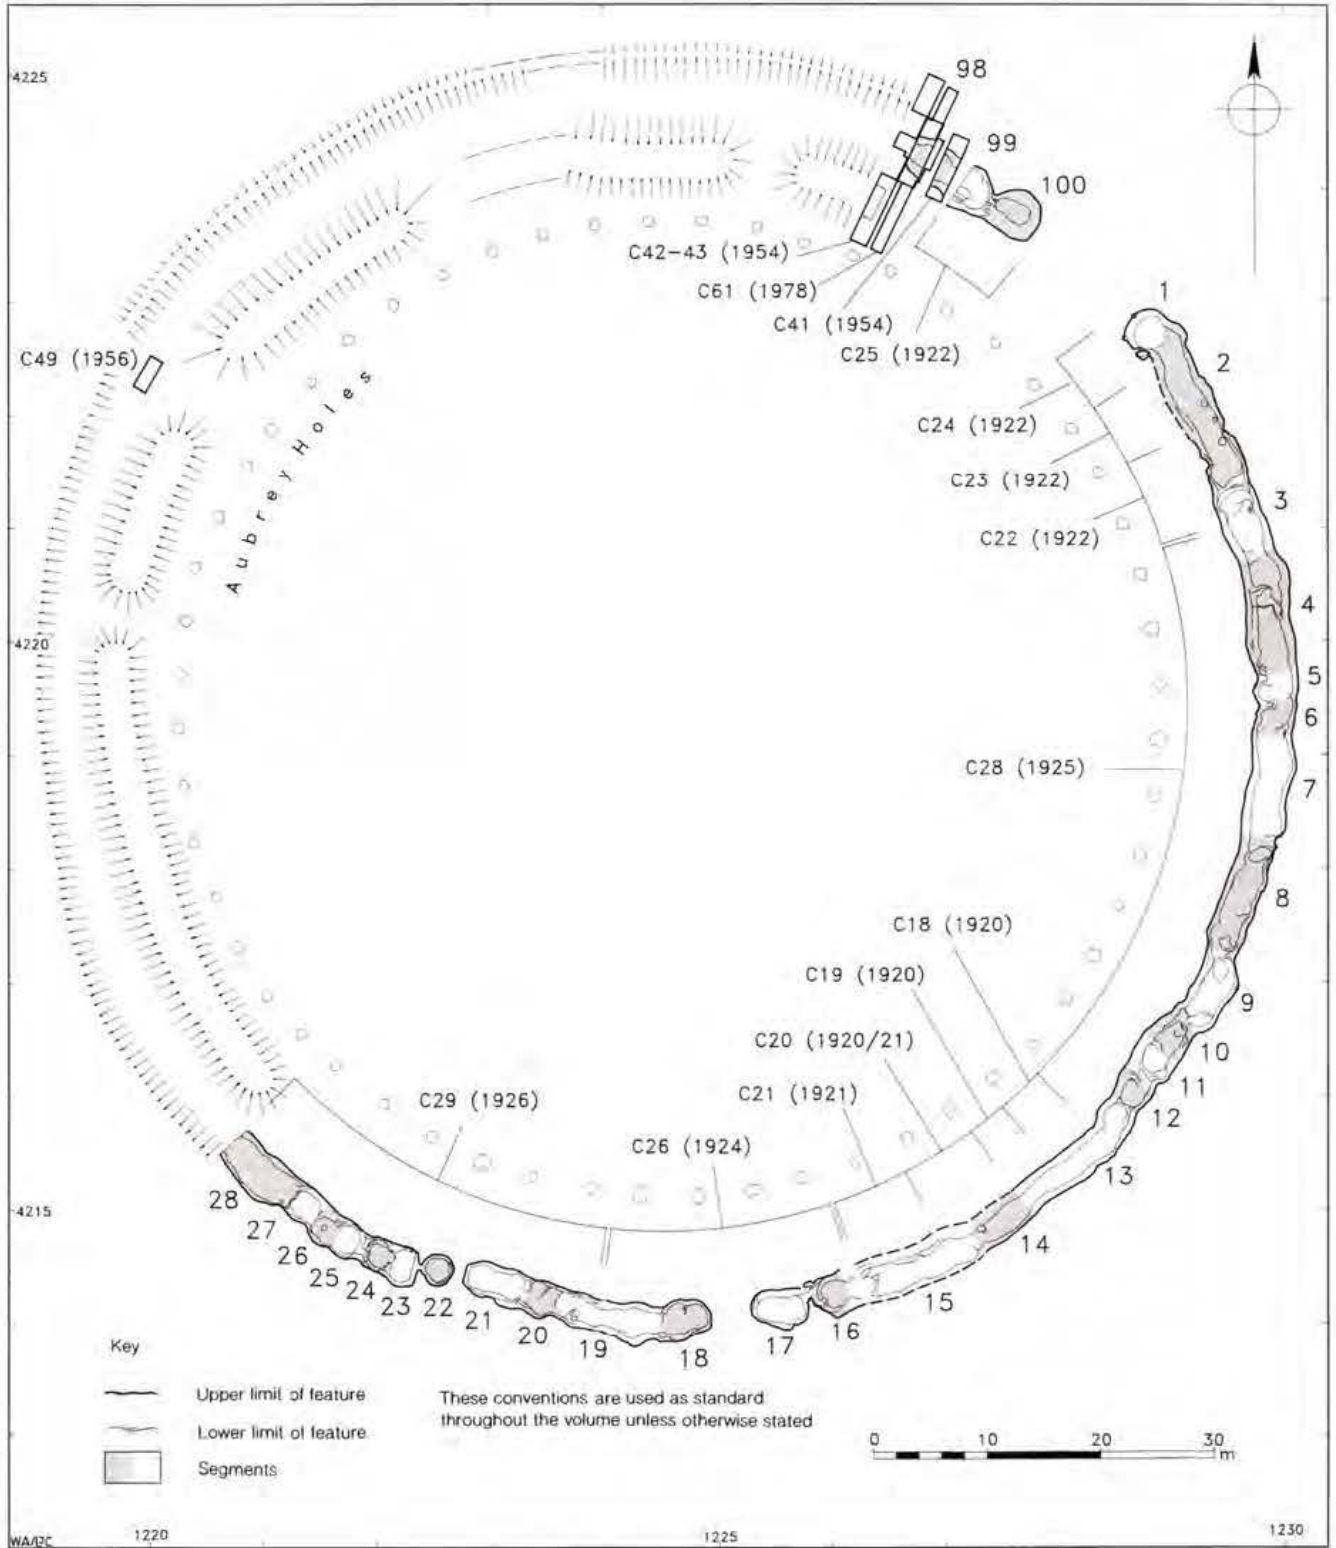 4225
98
99
100
C42-43 (1954)
C61 (1978)
C41 (1954)
C25 (1922)
1
2
C49 (1956)
Aubrey Holes
C24 (1922)
C23 (1922)
C22 (1922)
3
4
4220
5
6
C28 (1925)
7
8
C18 (1920)
C19 (1920)
9
C20 (1920/21)
10
C21 (1921)
11
C29 (1926)
12
C26 (1924)
13
28
4215
27
26
14
25
24
23
22
21
20
19
18
17
16
15
Key
Upper limit of feature
Lower limit of feature
Segments
These conventions are used as standard
throughout the volume unless otherwise stated
0 10 20 30
m
1220 1225 1230